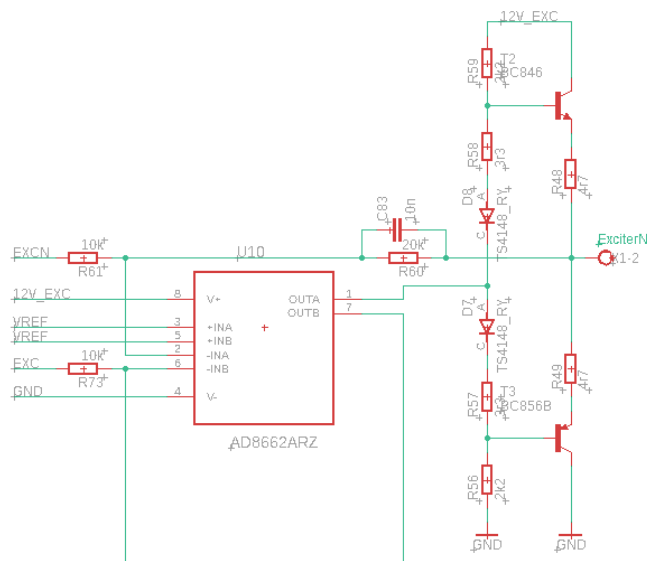 12V_EXC
R59
2k2
T2
BC846
R58
3r3
D8
A
C
TS4148_RY
R48
4r7
C83
10n
20k
R60
ExciterN
X1-2
EXCN
10k
R61
U10
12V_EXC
8
V+
OUTA
1
OUTB
7
VREF
3
+INA
VREF
5
+INB
2
-INA
EXC
10k
R73
6
-INB
GND
4
V-
AD8662ARZ
D7
A
C
TS4148_RY
R57
3r3
T3
BC856B
R49
4r7
R56
2k2
GND
GND